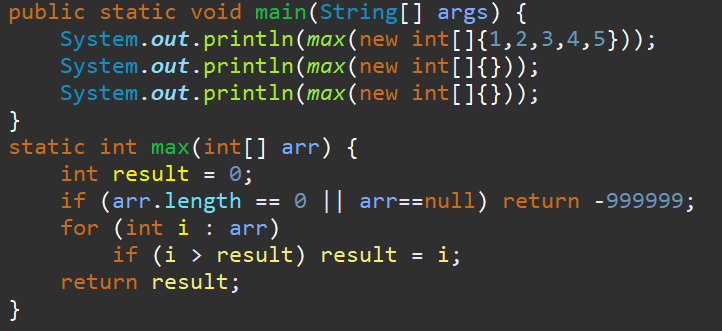 public static void main(String[] args) {
    System.out.println(max(new int[]{1,2,3,4,5}));
    System.out.println(max(new int[]{}));
    System.out.println(max(new int[]{}));
}
static int max(int[] arr) {
    int result = 0;
    if (arr.length == 0 || arr==null) return -999999;
    for (int i : arr)
        if (i > result) result = i;
    return result;
}